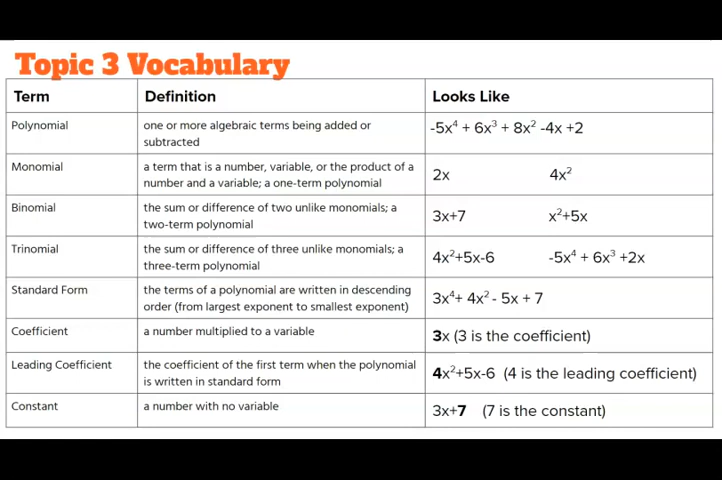 Topic 3 Vocabulary
Term Definition Looks Like
Polynomial one or more algebraic terms being added or -5x⁴ + 6x³ + 8x² -4x +2
subtracted
Monomial a term that is a number, variable, or the product of a 2x 4x²
number and a variable; a one-term polynomial
Binomial the sum or difference of two unlike monomials; a 3x+7 x²+5x
two-term polynomial
Trinomial the sum or difference of three unlike monomials; a 4x²+5x-6 -5x⁴ + 6x³ +2x
three-term polynomial
Standard Form the terms of a polynomial are written in descending 3x⁴+ 4x² - 5x + 7
order (from largest exponent to smallest exponent)
Coefficient a number multiplied to a variable 3x (3 is the coefficient)
Leading Coefficient the coefficient of the first term when the polynomial 4x²+5x-6 (4 is the leading coefficient)
is written in standard form
Constant a number with no variable 3x+7 (7 is the constant)